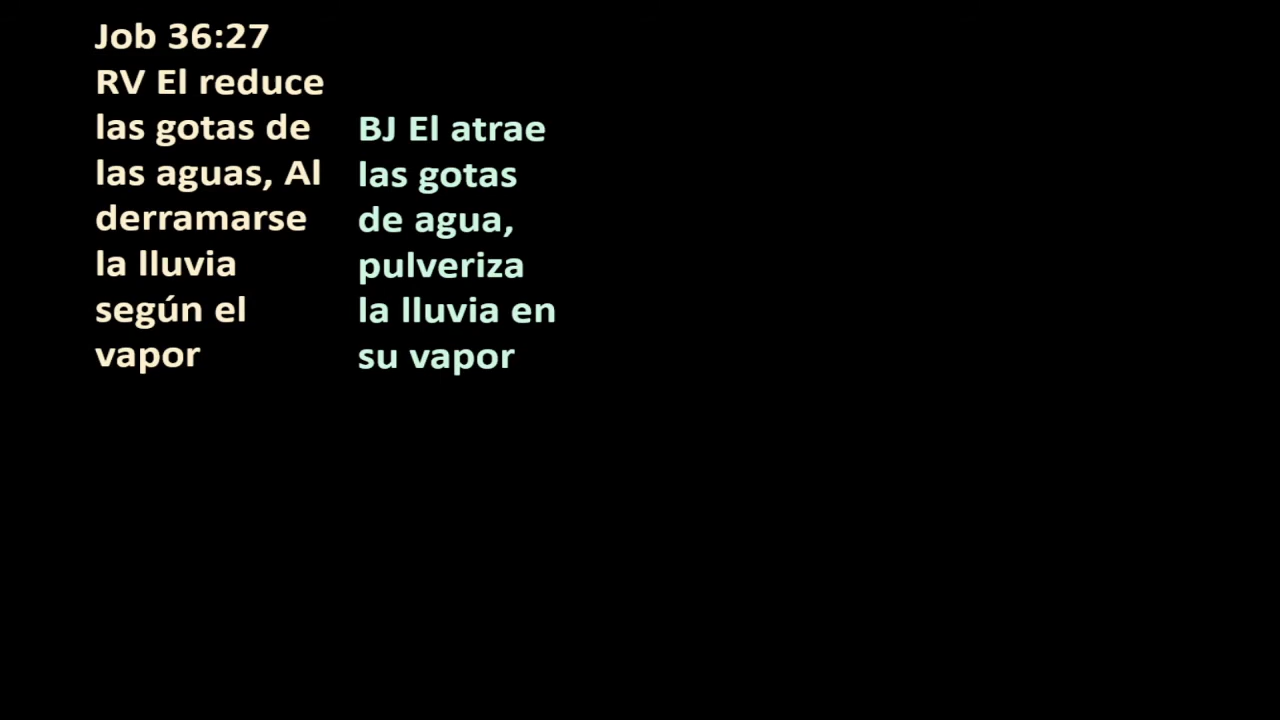 Job 36:27
RV El reduce
las gotas de
las aguas, Al
derramarse
la lluvia
según el
vapor
BJ El atrae
las gotas
de agua,
pulveriza
la lluvia en
su vapor